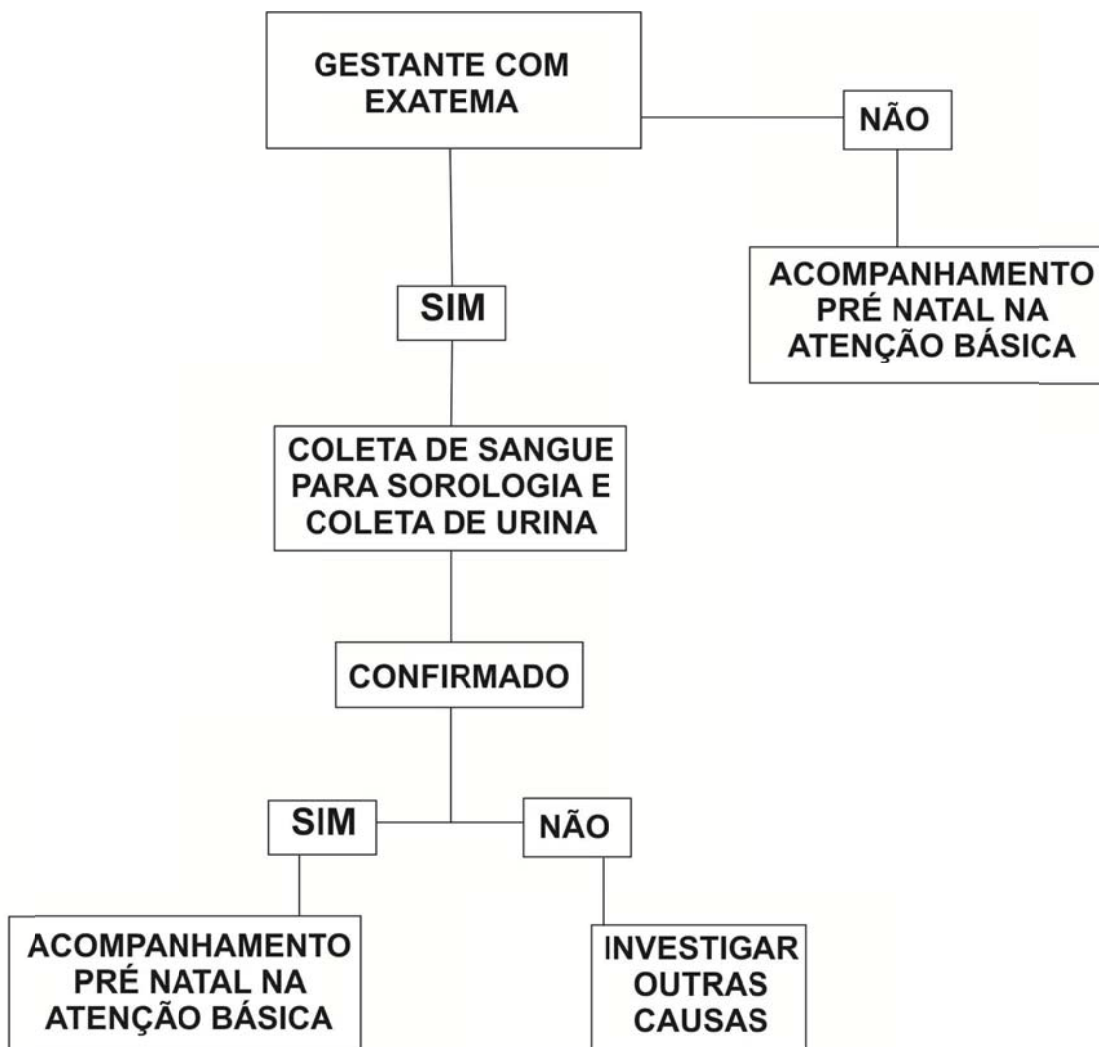 GESTANTE COM
EXATEMA
NÃO
ACOMPANHAMENTO
PRÉ NATAL NA
ATENÇÃO BÁSICA
SIM
COLETA DE SANGUE
PARA SOROLOGIA E
COLETA DE URINA
CONFIRMADO
SIM
NÃO
ACOMPANHAMENTO
PRÉ NATAL NA
ATENÇÃO BÁSICA
INVESTIGAR
OUTRAS
CAUSAS